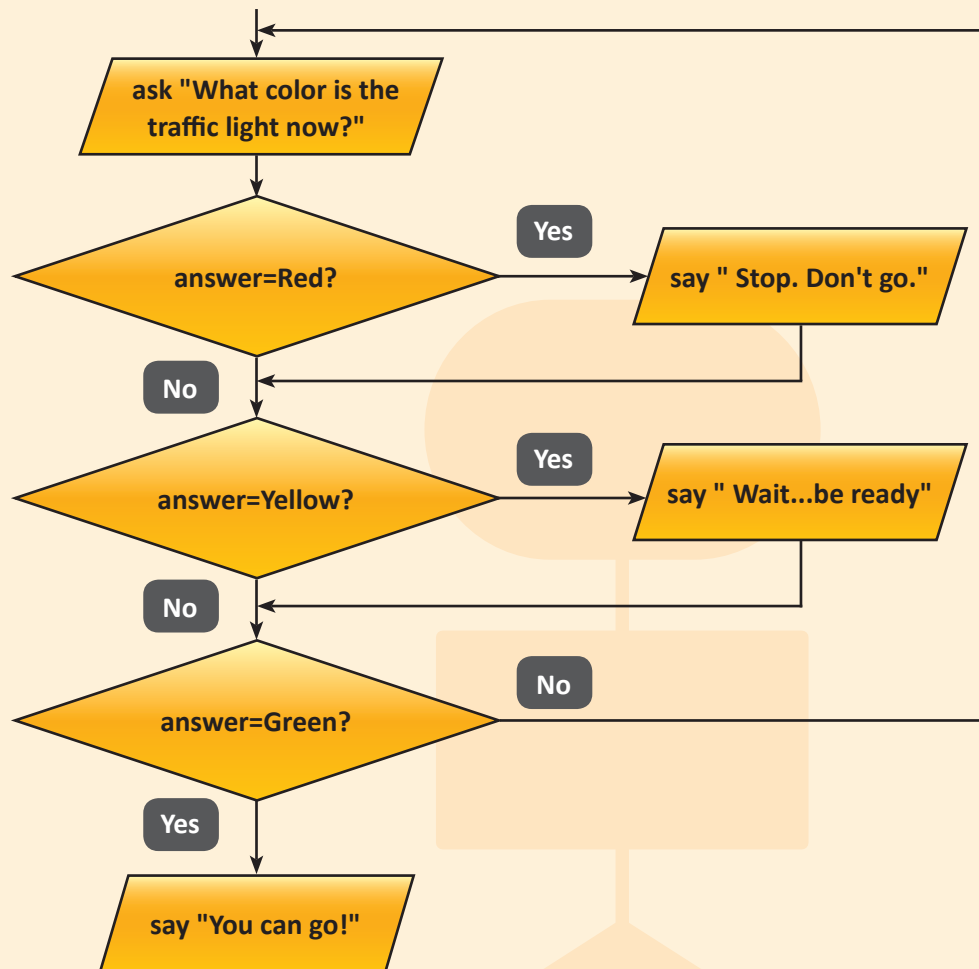 ask "What color is the
traffic light now?"
answer=Red?
Yes
say " Stop. Don't go."
No
answer=Yellow?
Yes
say " Wait...be ready"
No
answer=Green?
No
Yes
say "You can go!"